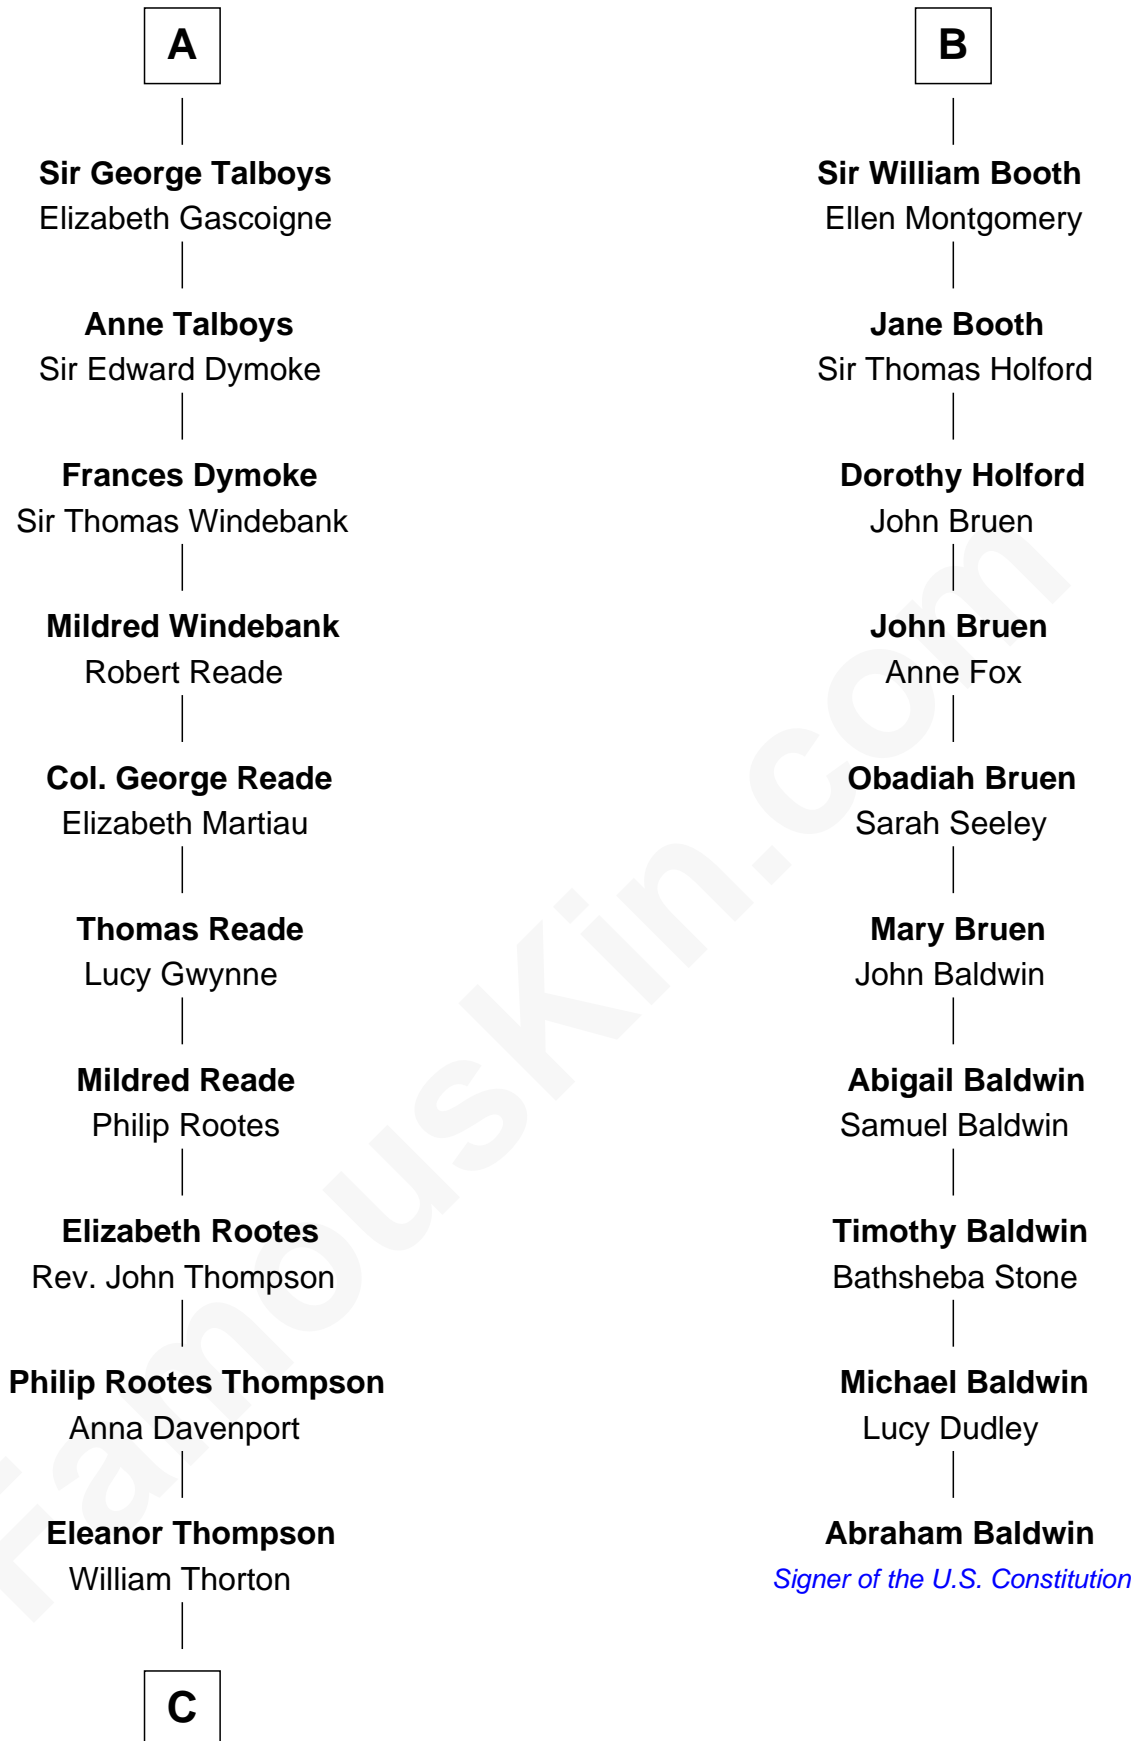 A
Sir George Talboys
Elizabeth Gascoigne
Anne Talboys
Sir Edward Dymoke
Frances Dymoke
Sir Thomas Windebank
Mildred Windebank
Robert Reade
Col. George Reade
Elizabeth Martiau
Thomas Reade
Lucy Gwynne
Mildred Reade
Philip Rootes
Elizabeth Rootes
Rev. John Thompson
Philip Rootes Thompson
Anna Davenport
Eleanor Thompson
William Thorton
C
B
Sir William Booth
Ellen Montgomery
Jane Booth
Sir Thomas Holford
Dorothy Holford
John Bruen
John Bruen
Anne Fox
Obadiah Bruen
Sarah Seeley
Mary Bruen
John Baldwin
Abigail Baldwin
Samuel Baldwin
Timothy Baldwin
Bathsheba Stone
Michael Baldwin
Lucy Dudley
Abraham Baldwin
Signer of the U.S. Constitution
FamousKin.com